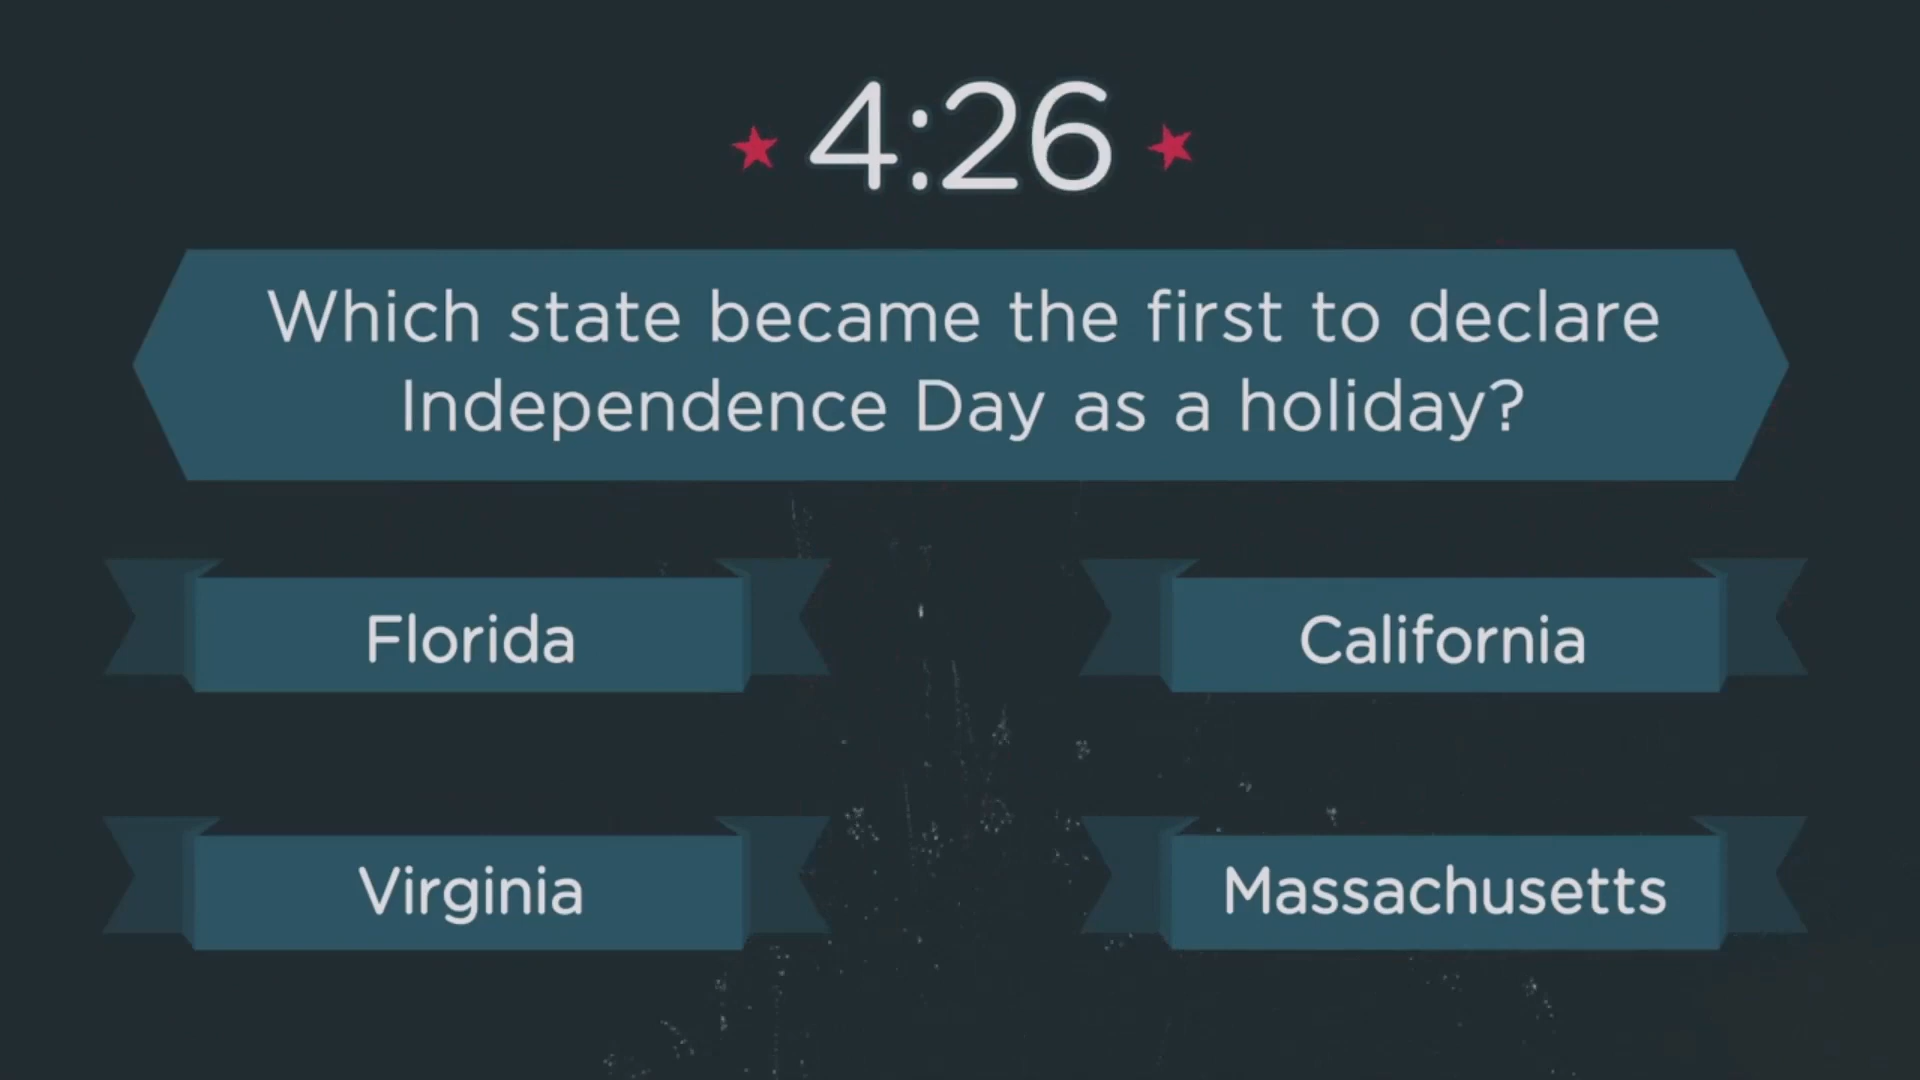 4:26
Which state became the first to declare
Independence Day as a holiday?
Florida
California
Virginia
Massachusetts